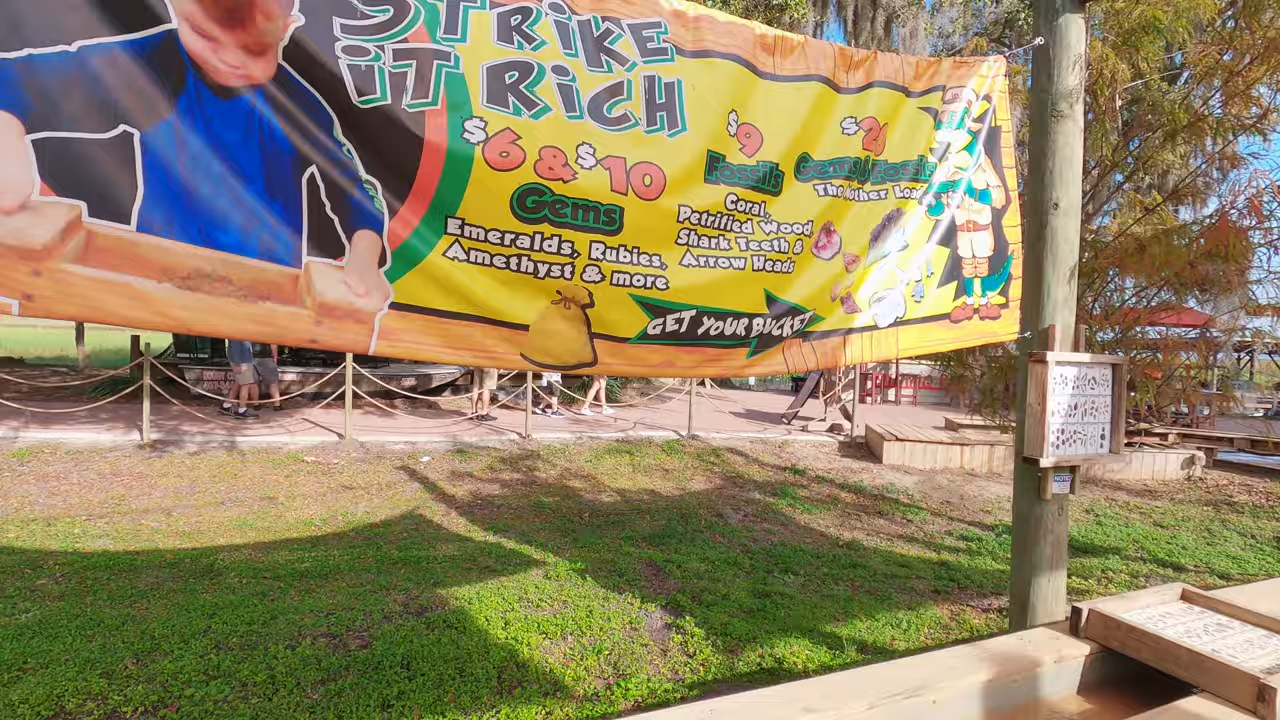 STRiKE
iT RiCH
$6 & $10
Gems
Emeralds, Rubies,
Amethyst & more
$9
Fossils
Coral,
Petrified Wood
Shark Teeth &
Arrow Heads
Gems & Fossils
The Mother Load
GET YOUR BUCKET
NOTICE